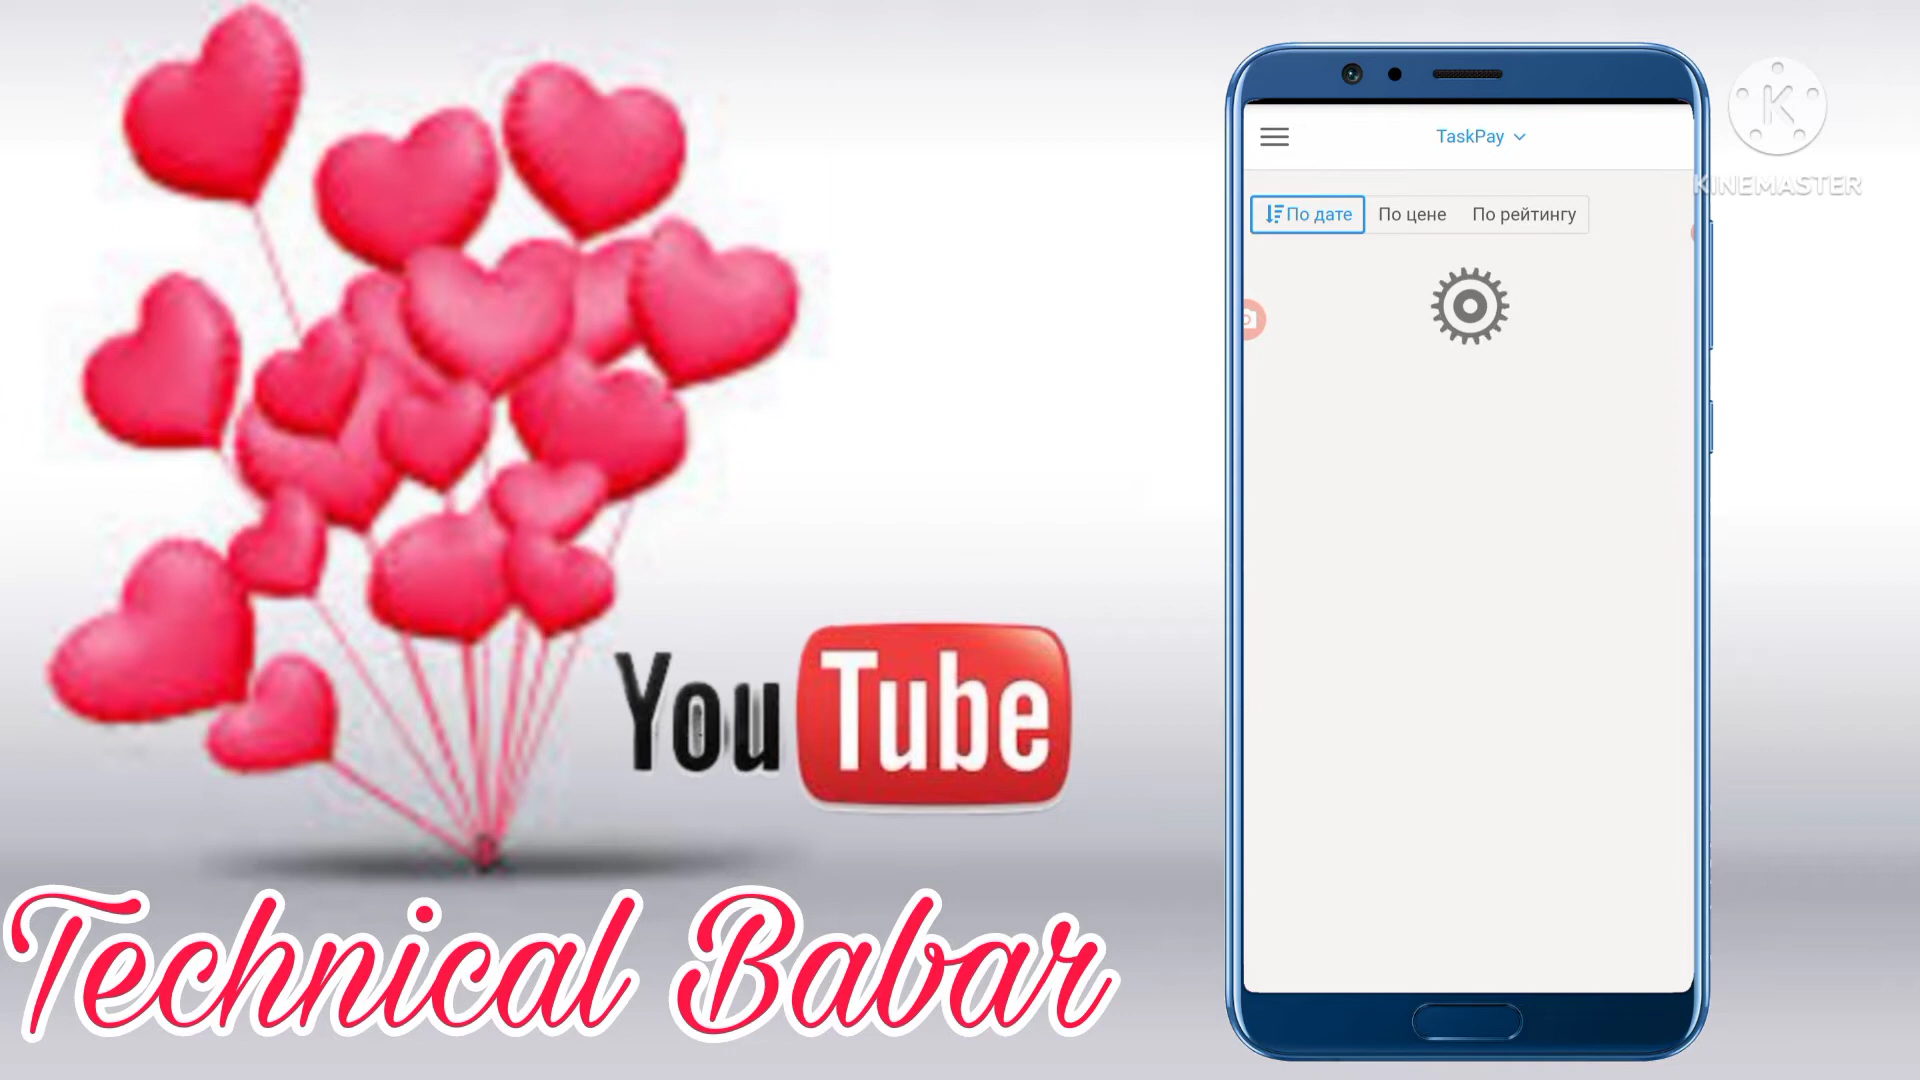 TaskPay
По дате По цене По рейтингу
KINEMASTER
YouTube
Technical Babar